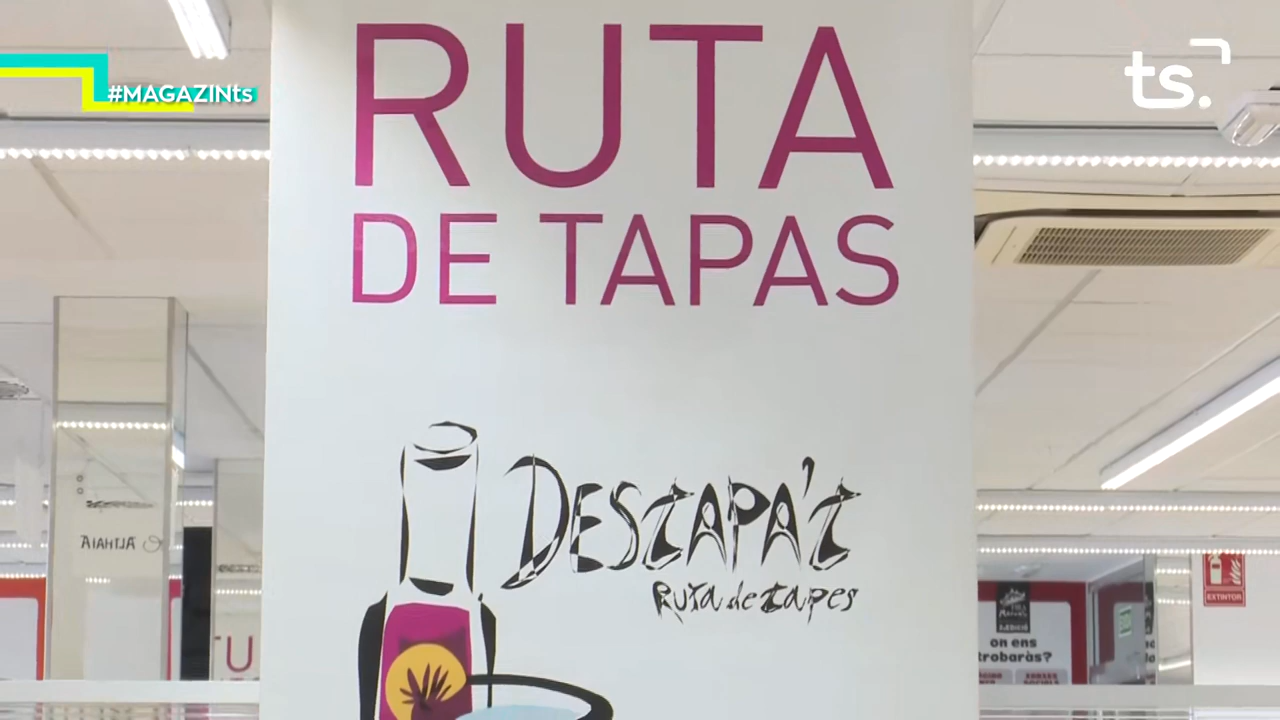 #MAGAZINts
ts.
RUTA
DE TAPAS
DESTAPA't
Ruta de tapes
EXTINTOR
on ens
trobaràs?